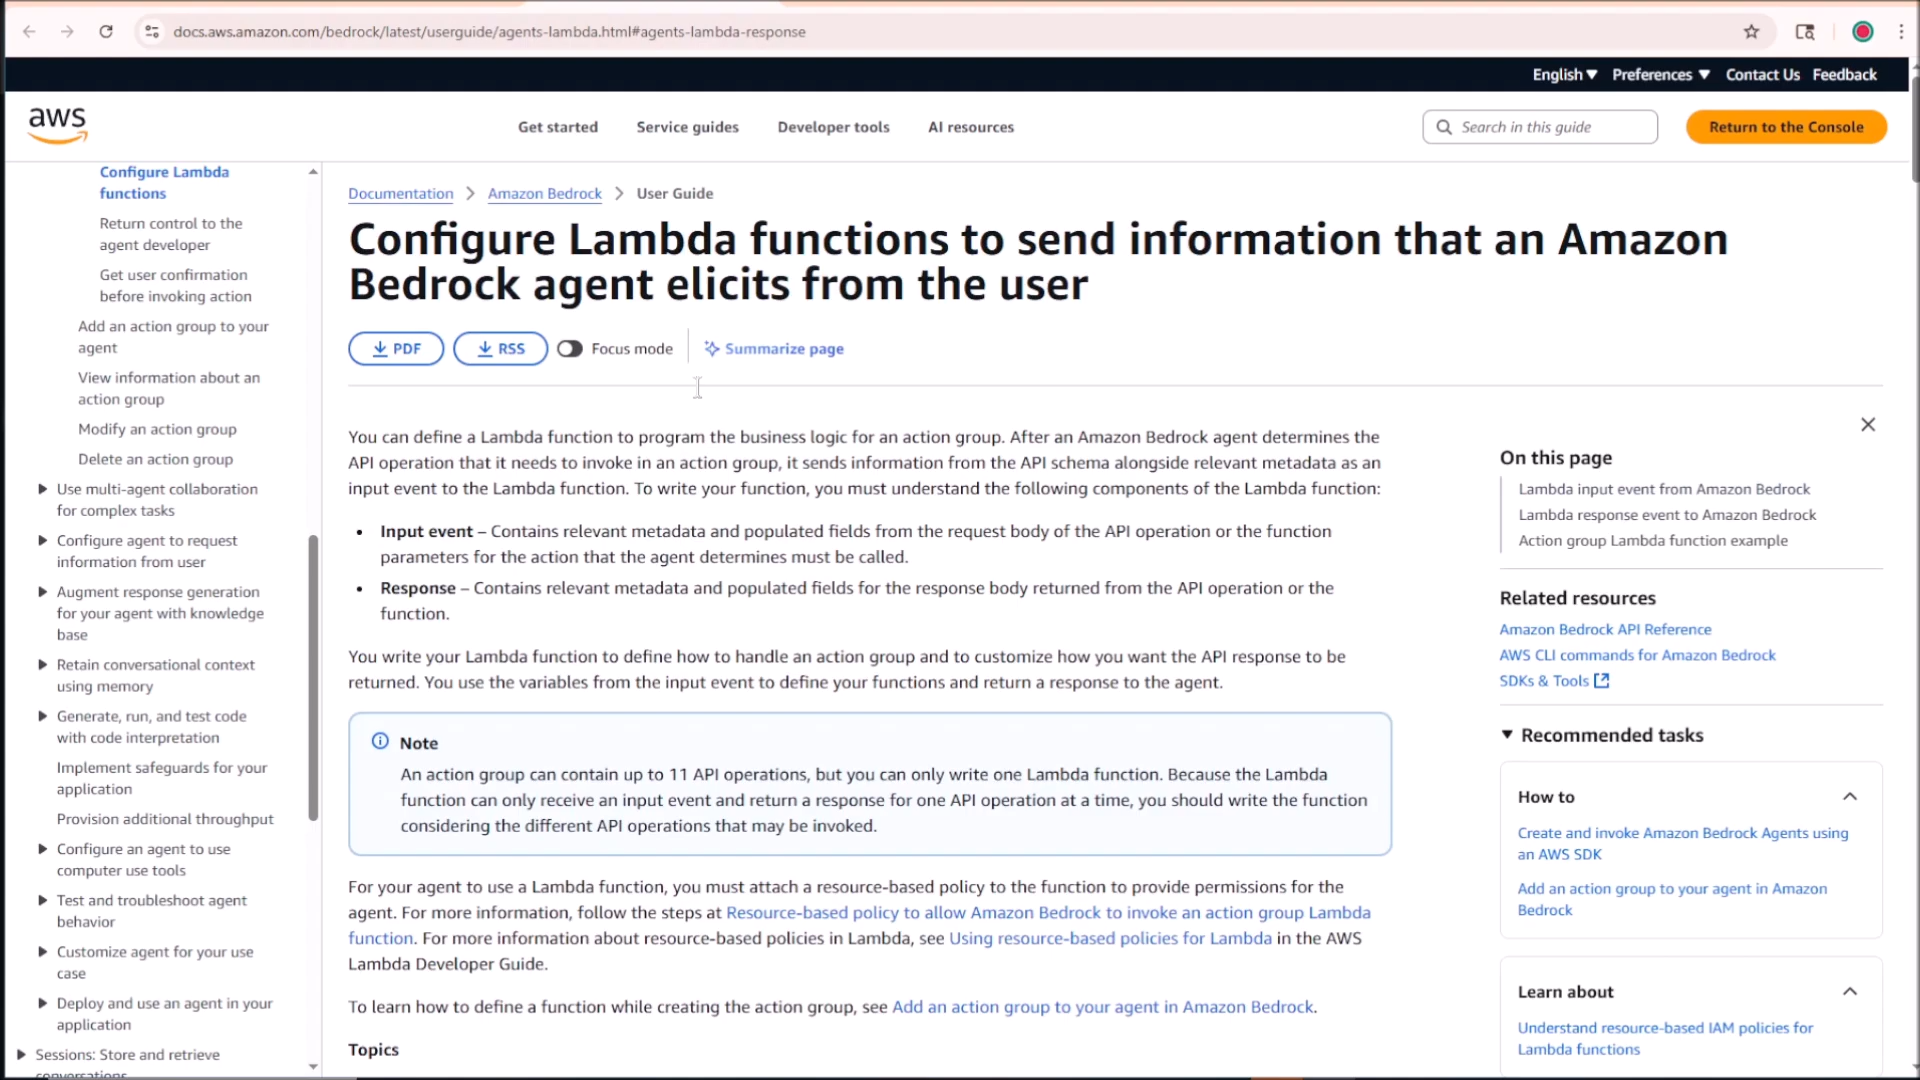 docs.aws.amazon.com/bedrock/latest/userguide/agents-lambda.html#agents-lambda-response
English Preferences Contact Us Feedback
aws
Get started Service guides Developer tools AI resources
Search in this guide
Return to the Console
Configure Lambda
functions
Return control to the
agent developer
Get user confirmation
before invoking action
Add an action group to your
agent
View information about an
action group
Modify an action group
Delete an action group
Use multi-agent collaboration
for complex tasks
Configure agent to request
information from user
Augment response generation
for your agent with knowledge
base
Retain conversational context
using memory
Generate, run, and test code
with code interpretation
Implement safeguards for your
application
Provision additional throughput
Configure an agent to use
computer use tools
Test and troubleshoot agent
behavior
Customize agent for your use
case
Deploy and use an agent in your
application
Sessions: Store and retrieve
conversations
Documentation > Amazon Bedrock > User Guide
Configure Lambda functions to send information that an Amazon
Bedrock agent elicits from the user
PDF RSS Focus mode Summarize page
You can define a Lambda function to program the business logic for an action group. After an Amazon Bedrock agent determines the
API operation that it needs to invoke in an action group, it sends information from the API schema alongside relevant metadata as an
input event to the Lambda function. To write your function, you must understand the following components of the Lambda function:
• Input event – Contains relevant metadata and populated fields from the request body of the API operation or the function
parameters for the action that the agent determines must be called.
• Response – Contains relevant metadata and populated fields for the response body returned from the API operation or the
function.
You write your Lambda function to define how to handle an action group and to customize how you want the API response to be
returned. You use the variables from the input event to define your functions and return a response to the agent.
Note
An action group can contain up to 11 API operations, but you can only write one Lambda function. Because the Lambda
function can only receive an input event and return a response for one API operation at a time, you should write the function
considering the different API operations that may be invoked.
For your agent to use a Lambda function, you must attach a resource-based policy to the function to provide permissions for the
agent. For more information, follow the steps at Resource-based policy to allow Amazon Bedrock to invoke an action group Lambda
function. For more information about resource-based policies in Lambda, see Using resource-based policies for Lambda in the AWS
Lambda Developer Guide.
To learn how to define a function while creating the action group, see Add an action group to your agent in Amazon Bedrock.
Topics
On this page
Lambda input event from Amazon Bedrock
Lambda response event to Amazon Bedrock
Action group Lambda function example
Related resources
Amazon Bedrock API Reference
AWS CLI commands for Amazon Bedrock
SDKs & Tools
Recommended tasks
How to
Create and invoke Amazon Bedrock Agents using
an AWS SDK
Add an action group to your agent in Amazon
Bedrock
Learn about
Understand resource-based IAM policies for
Lambda functions